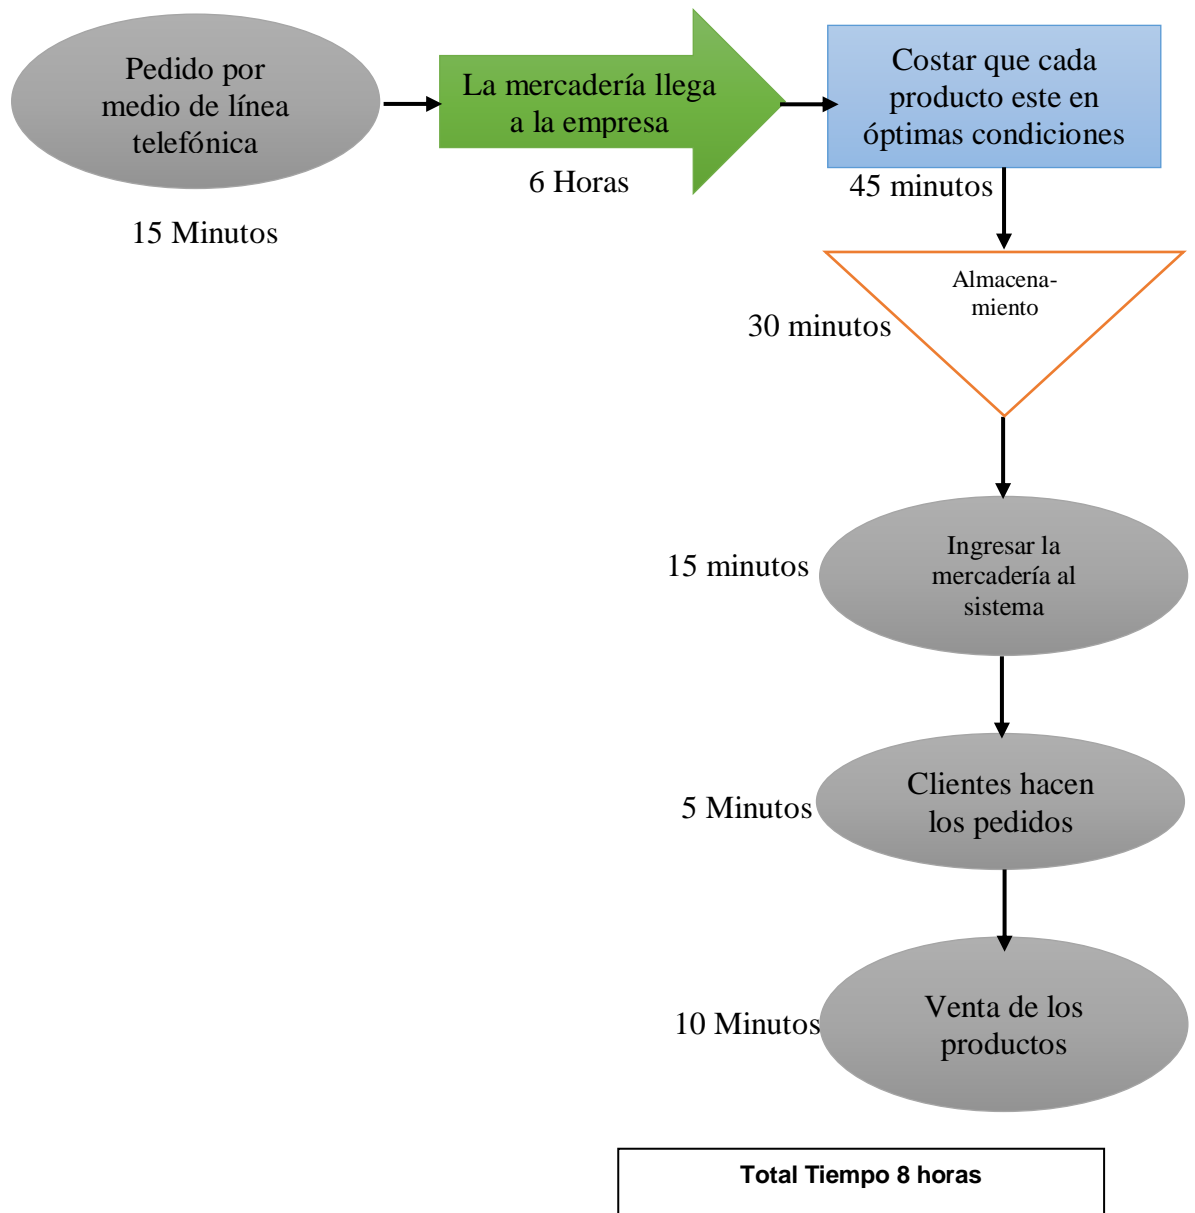 Pedido por
medio de línea
telefónica
15 Minutos
La mercadería llega
a la empresa
6 Horas
Costar que cada
producto este en
óptimas condiciones
45 minutos
Almacena-
miento
30 minutos
Ingresar la
mercadería al
sistema
15 minutos
Clientes hacen
los pedidos
5 Minutos
Venta de los
productos
10 Minutos
Total Tiempo 8 horas